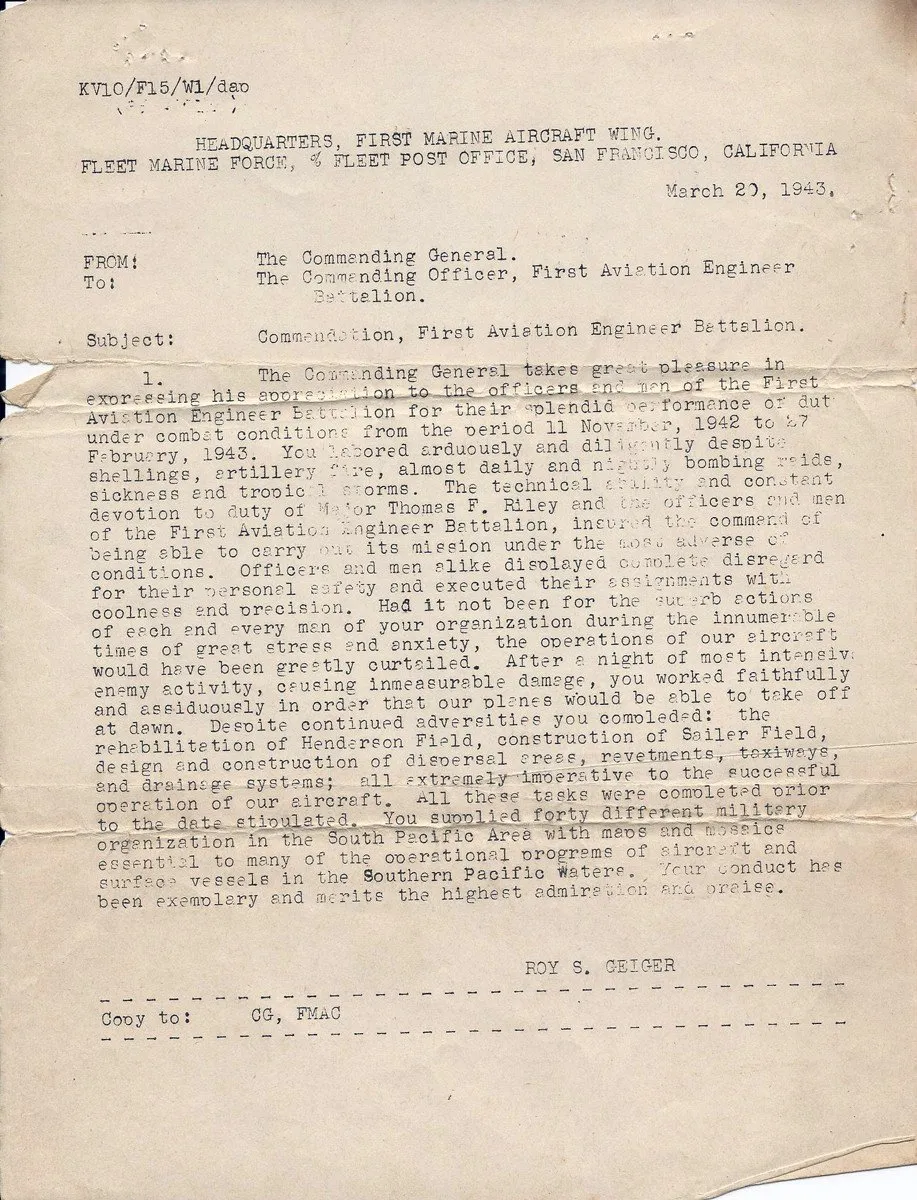 KV10/F15/W1/dap
HEADQUARTERS, FIRST MARINE AIRCRAFT WING.
FLEET MARINE FORCE, % FLEET POST OFFICE, SAN FRANCISCO, CALIFORNIA
March 20, 1943.
FROM: The Commanding General.
To: The Commanding Officer, First Aviation Engineer
Battalion.
Subject: Commendation, First Aviation Engineer Battalion.
1. The Commanding General takes great pleasure in
expressing his appreciation to the officers and men of the First
Aviation Engineer Battalion for their splendid performance of dut
under combat conditions from the period 11 November, 1942 to 27
February, 1943. You labored arduously and diligently despite
shellings, artillery fire, almost daily and nightly bombing raids,
sickness and tropical storms. The technical ability and constant
devotion to duty of Major Thomas F. Riley and the officers and men
of the First Aviation Engineer Battalion, insured the command of
being able to carry out its mission under the most adverse of
conditions. Officers and men alike displayed complete disregard
for their personal safety and executed their assignments with
coolness and precision. Had it not been for the superb actions
of each and every man of your organization during the innumerable
times of great stress and anxiety, the operations of our aircraft
would have been greatly curtailed. After a night of most intensive
enemy activity, causing inmeasurable damage, you worked faithfully
and assiduously in order that our planes would be able to take off
at dawn. Despite continued adversities you compleded: the
rehabilitation of Henderson Field, construction of Sailer Field,
design and construction of dispersal areas, revetments, taxiways,
and drainage systems; all extremely imperative to the successful
operation of our aircraft. All these tasks were completed prior
to the date stipulated. You supplied forty different military
organization in the South Pacific Area with maps and mosaics
essential to many of the operational programs of aircraft and
surface vessels in the Southern Pacific Waters. Your conduct has
been exemplary and merits the highest admiration and praise.
ROY S. GEIGER
Copy to: CG, FMAC